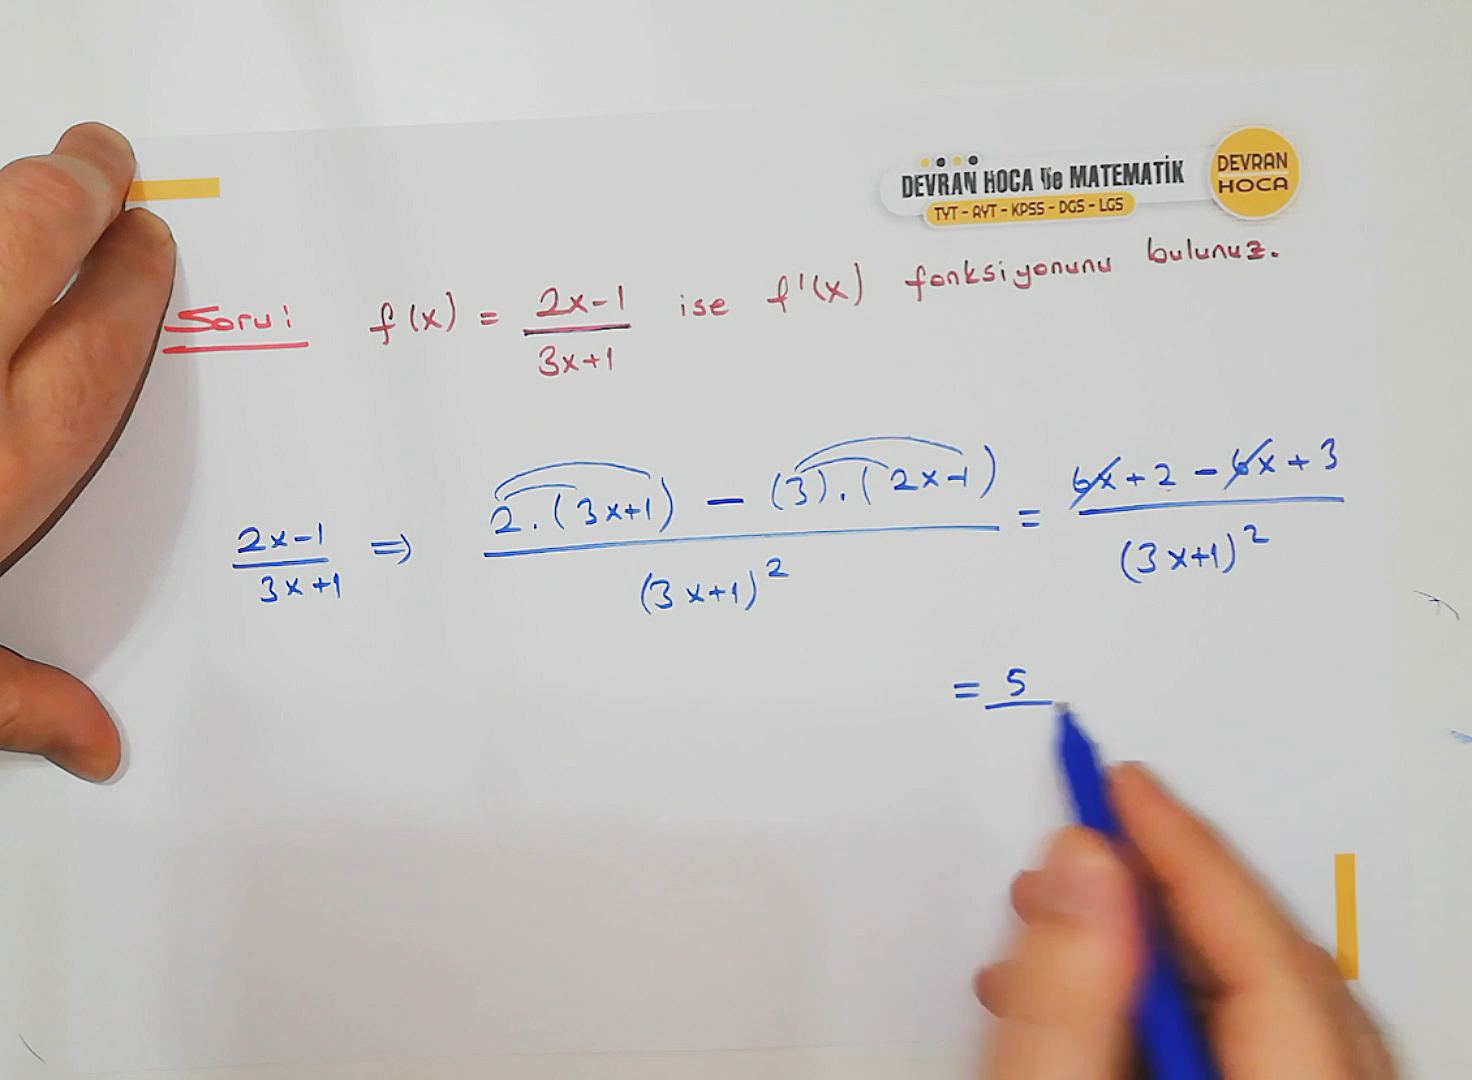 DEVRAN HOCA ile MATEMATİK
TYT - AYT - KPSS - DGS - LGS
DEVRAN
HOCA
Soru: f(x) = (2x-1)/(3x+1) ise f'(x) fonksiyonunu bulunuz.
(2x-1)/(3x+1) ⇒ (2.(3x+1) - (3).(2x-1))/(3x+1)² = (6x+2-6x+3)/(3x+1)²
= 5